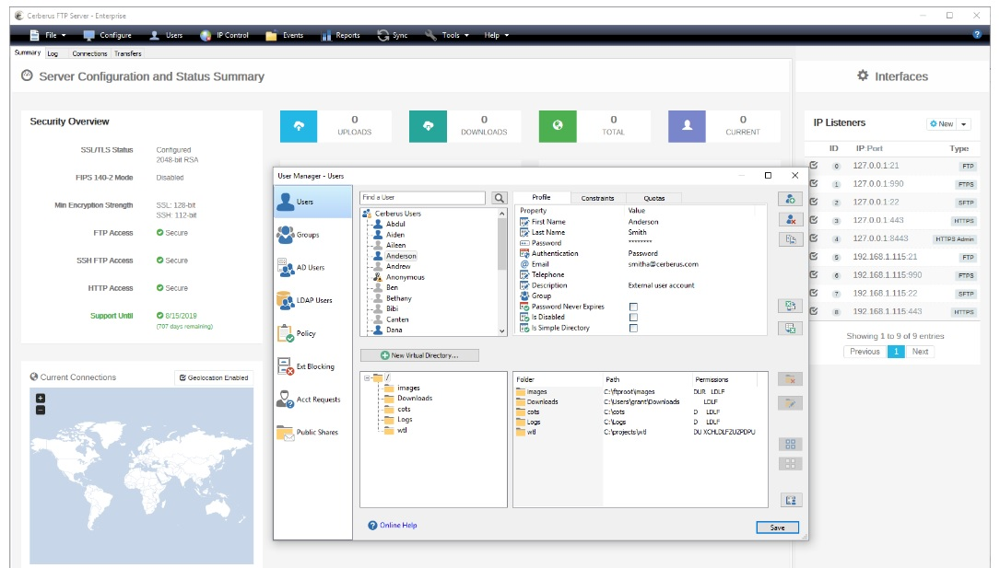 Cerberus FTP Server - Enterprise
File Configure Users IP Control Events Reports Sync Tools Help
Summary Log Connections Transfers
Server Configuration and Status Summary
Security Overview
SSL/TLS Status Configured
2048-bit RSA
FIPS 140-2 Mode Disabled
Min Encryption Strength SSL: 128-bit
SSH: 112-bit
FTP Access Secure
SSH FTP Access Secure
HTTP Access Secure
Support Until 8/15/2019
(707 days remaining)
Current Connections Geolocation Enabled
0 UPLOADS
0 DOWNLOADS
0 TOTAL
0 CURRENT
Interfaces
IP Listeners New
ID IP:Port Type
0 127.0.0.1:21 FTP
1 127.0.0.1:990 FTPS
2 127.0.0.1:22 SFTP
3 127.0.0.1:443 HTTPS
4 127.0.0.1:8443 HTTPS Admin
5 192.168.1.115:21 FTP
6 192.168.1.115:990 FTPS
7 192.168.1.115:22 SFTP
8 192.168.1.115:443 HTTPS
Showing 1 to 9 of 9 entries
Previous 1 Next
User Manager - Users
Users
Groups
AD Users
LDAP Users
Policy
Ext Blocking
Acct Requests
Public Shares
Find a User
Cerberus Users
Abdul
Aiden
Aileen
Anderson
Andrew
Anonymous
Ben
Bethany
Bibi
Canten
Dana
Profile Constraints Quotas
Property Value
First Name Anderson
Last Name Smith
Password ********
Authentication Password
Email smitha@cerberus.com
Telephone
Description External user account
Group
Password Never Expires
Is Disabled
Is Simple Directory
New Virtual Directory...
/
images
Downloads
cots
Logs
wtl
Folder Path Permissions
images C:\ftproot\images DUR LDLF
Downloads C:\Users\grant\Downloads LDLF
cots C:\cots D LDLF
Logs C:\Logs D LDLF
wtl C:\projects\wtl DU XCHLDLFZUZPDPU
Online Help
Save